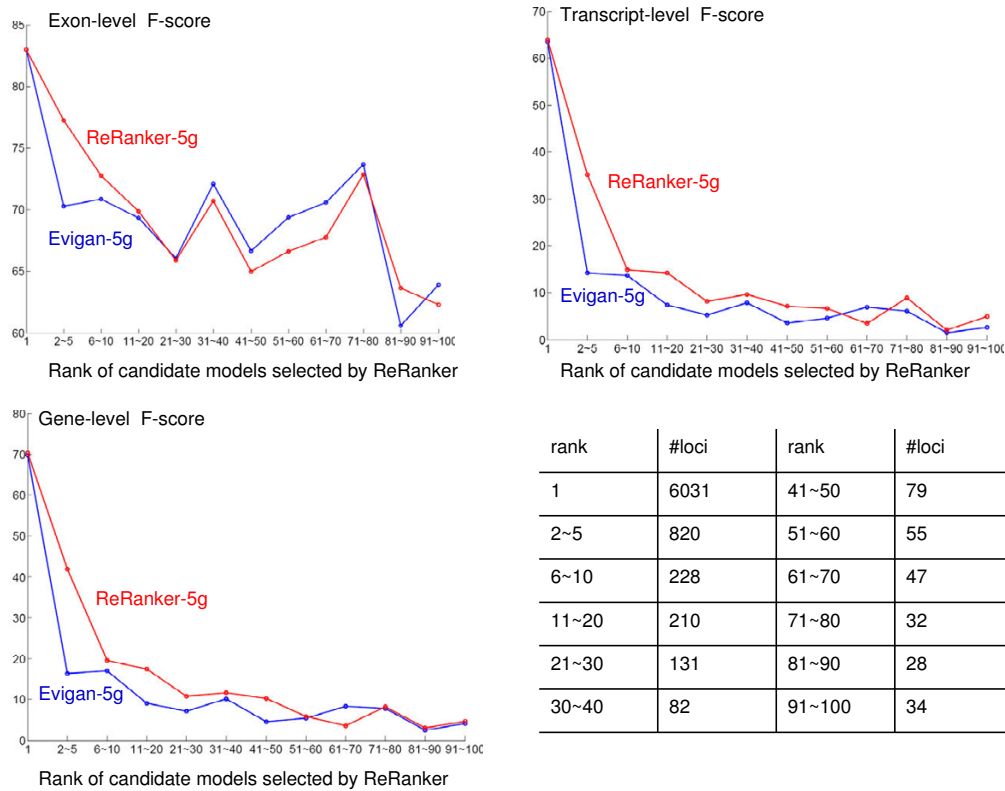 Exon-level F-score
85
80
75
70
65
60
ReRanker-5g
Evigan-5g
1 2~5 6~10 11~20 21~30 31~40 41~50 51~60 61~70 71~80 81~90 91~100
Rank of candidate models selected by ReRanker
Transcript-level F-score
70
60
50
40
30
20
10
0
ReRanker-5g
Evigan-5g
1 2~5 6~10 11~20 21~30 31~40 41~50 51~60 61~70 71~80 81~90 91~100
Rank of candidate models selected by ReRanker
Gene-level F-score
80
70
60
50
40
30
20
10
0
ReRanker-5g
Evigan-5g
1 2~5 6~10 11~20 21~30 31~40 41~50 51~60 61~70 71~80 81~90 91~100
Rank of candidate models selected by ReRanker
rank #loci rank #loci
1 6031 41~50 79
2~5 820 51~60 55
6~10 228 61~70 47
11~20 210 71~80 32
21~30 131 81~90 28
30~40 82 91~100 34